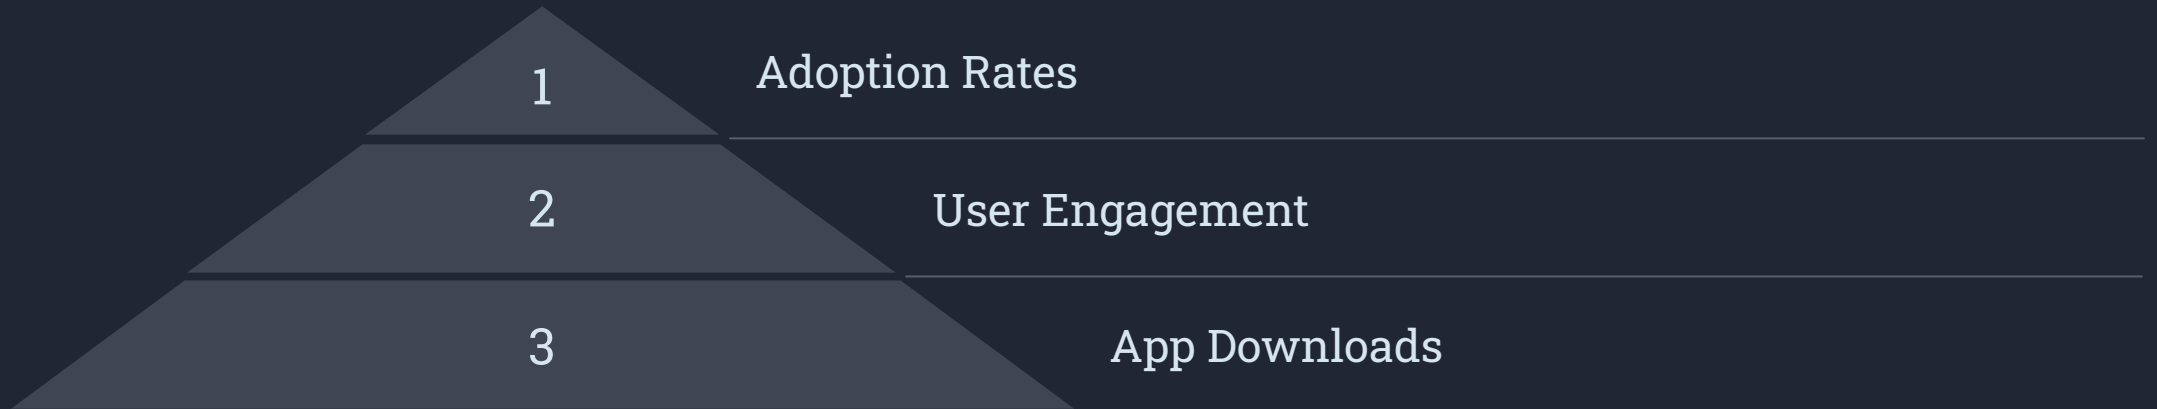 1
Adoption Rates
2
User Engagement
3
App Downloads